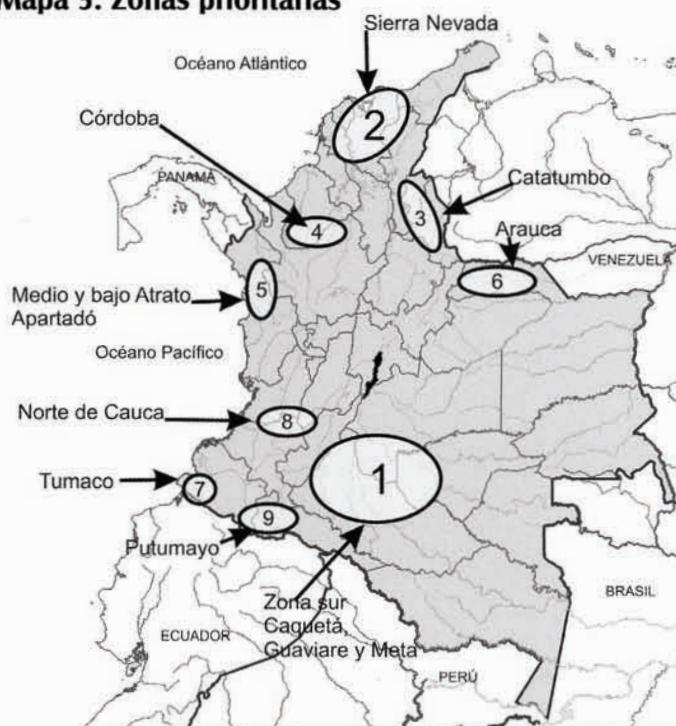 Mapa 5. Zonas prioritarias
Sierra Nevada
Océano Atlántico
2
Córdoba
PANAMÁ
Catatumbo
3
4
Arauca
VENEZUELA
6
5
Medio y bajo Atrato
Apartadó
Océano Pacífico
Norte de Cauca
8
1
Tumaco
7
9
Putumayo
Zona sur
Caquetá,
Guaviare y Meta
BRASIL
ECUADOR
PERÚ